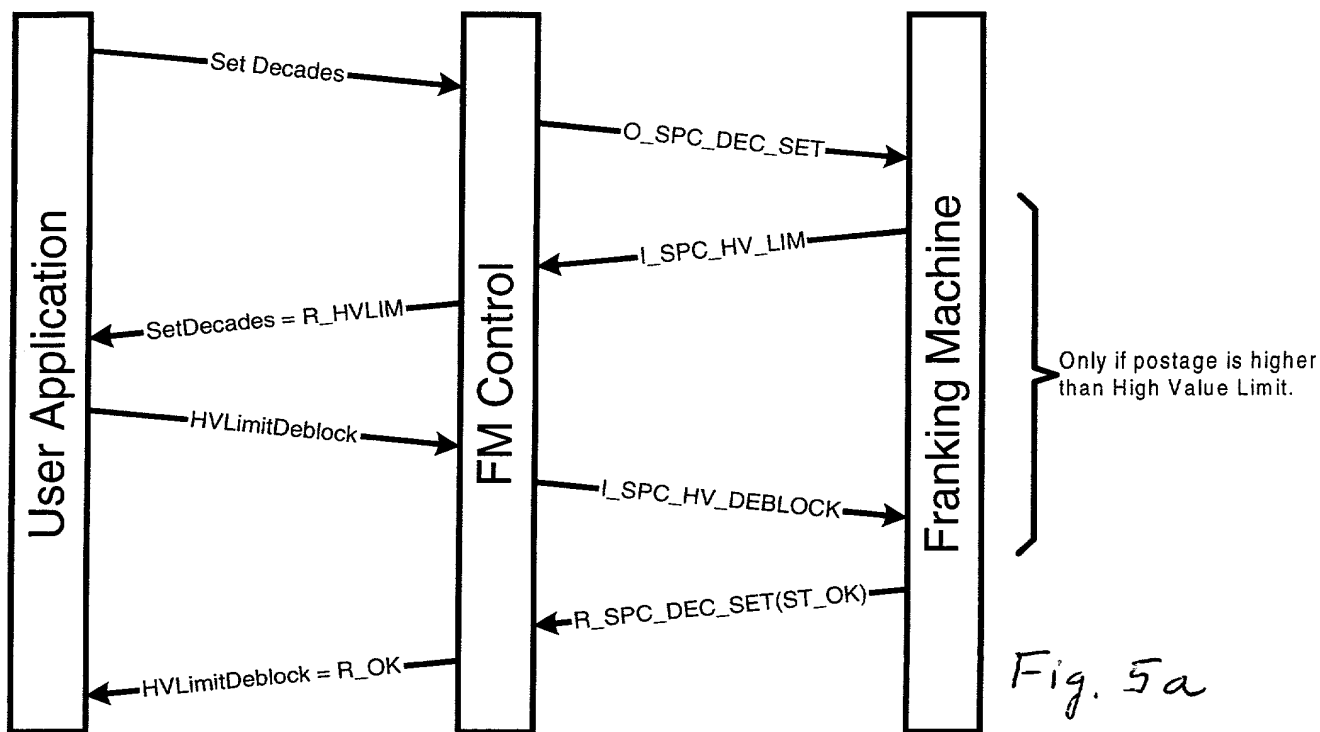 User Application
FM Control
Franking Machine
Set Decades
O_SPC_DEC_SET
I_SPC_HV_LIM
SetDecades = R_HVLIM
HVLimitDeblock
I_SPC_HV_DEBLOCK
R_SPC_DEC_SET(ST_OK)
HVLimitDeblock = R_OK
Only if postage is higher
than High Value Limit.
Fig. 5a